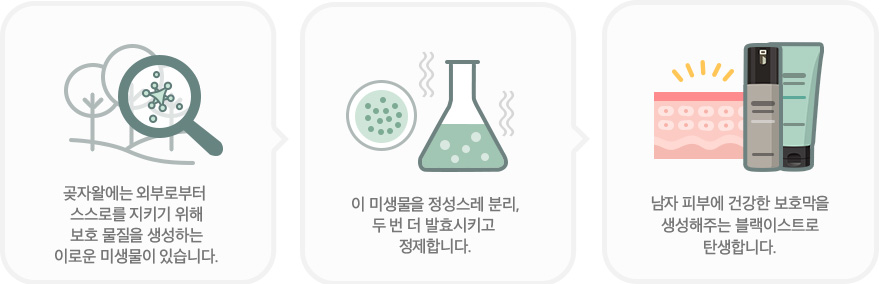 곶자왈에는 외부로부터
스스로를 지키기 위해
보호 물질을 생성하는
이로운 미생물이 있습니다.
이 미생물을 정성스레 분리,
두 번 더 발효시키고
정제합니다.
남자 피부에 건강한 보호막을
생성해주는 블랙이스트로
탄생합니다.